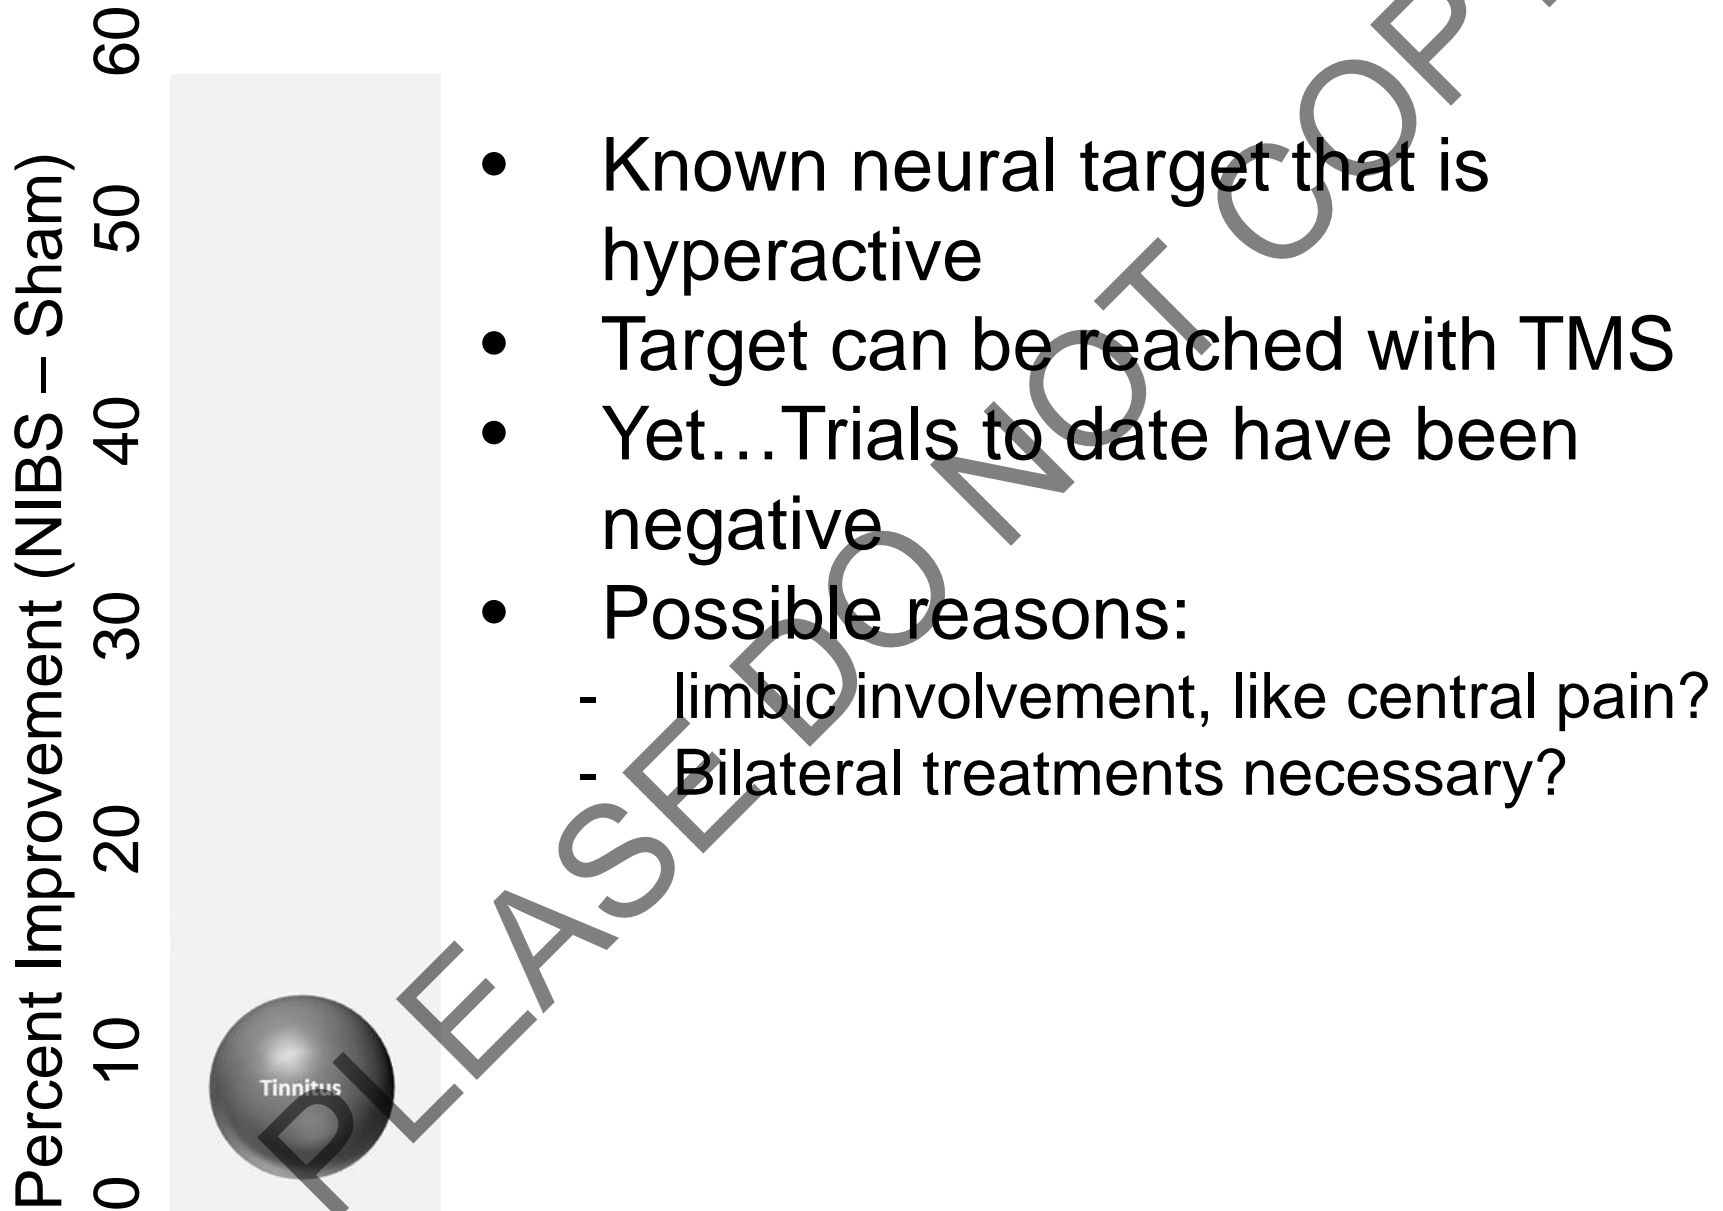 Percent Improvement (NIBS – Sham)
60
50
40
30
20
10
0
Tinnitus
• Known neural target that is
hyperactive
• Target can be reached with TMS
• Yet…Trials to date have been
negative
• Possible reasons:
- limbic involvement, like central pain?
- Bilateral treatments necessary?
PLEASE DO NOT COP